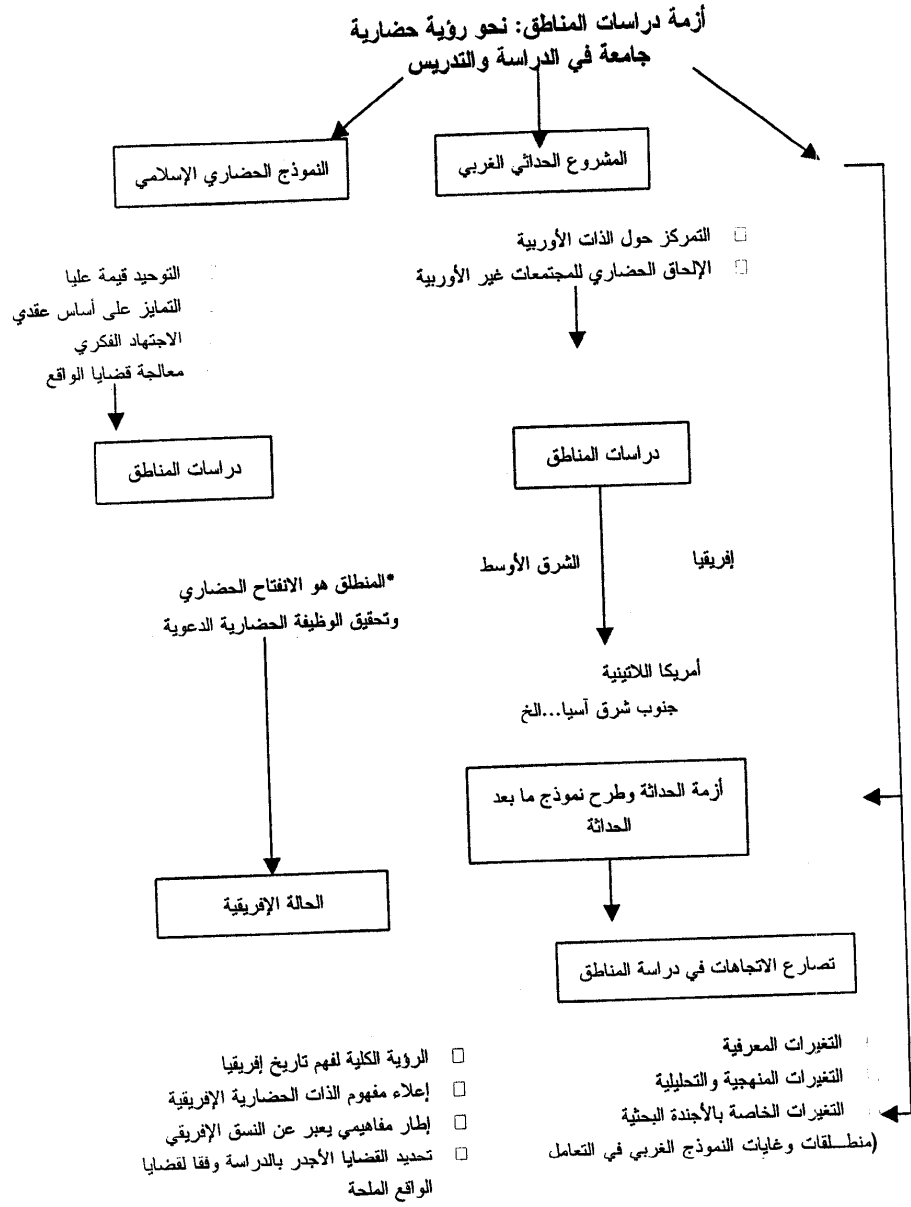 أزمة دراسات المناطق: نحو رؤية حضارية
جامعة في الدراسة والتدريس
المشروع الحداثي الغربي
النموذج الحضاري الإسلامي
التمركز حول الذات الأوربية
الإلحاق الحضاري للمجتمعات غير الأوربية
التوحيد قيمة عليا
التمايز على أساس عقدي
الاجتهاد الفكري
معالجة قضايا الواقع
دراسات المناطق
دراسات المناطق
إفريقيا
الشرق الأوسط
*المنطلق هو الانفتاح الحضاري
وتحقيق الوظيفة الحضارية الدعوية
أمريكا اللاتينية
جنوب شرق آسيا...الخ
أزمة الحداثة وطرح نموذج ما بعد
الحداثة
الحالة الإفريقية
تصارع الاتجاهات في دراسة المناطق
التغيرات المعرفية
التغيرات المنهجية والتحليلية
التغيرات الخاصة بالأجندة البحثية
(منطلقات وغايات النموذج الغربي في التعامل
الرؤية الكلية لفهم تاريخ إفريقيا
إعلاء مفهوم الذات الحضارية الإفريقية
إطار مفاهيمي يعبر عن النسق الإفريقي
تحديد القضايا الأجدر بالدراسة وفقا لقضايا
الواقع الملحة